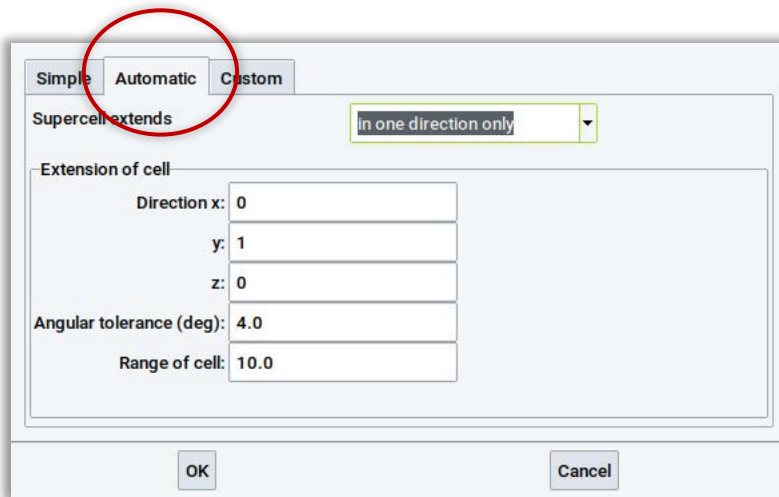 Simple Automatic Custom
Supercell extends in one direction only
Extension of cell
Direction x: 0
y: 1
z: 0
Angular tolerance (deg): 4.0
Range of cell: 10.0
OK Cancel